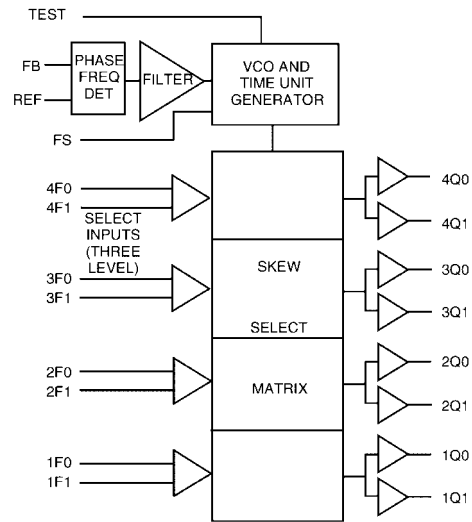 TEST
FB
REF
PHASE
FREQ
DET
FILTER
VCO AND
TIME UNIT
GENERATOR
FS
4F0
4F1
SELECT
INPUTS
(THREE
LEVEL)
3F0
3F1
2F0
2F1
1F0
1F1
SKEW
SELECT
MATRIX
4Q0
4Q1
3Q0
3Q1
2Q0
2Q1
1Q0
1Q1